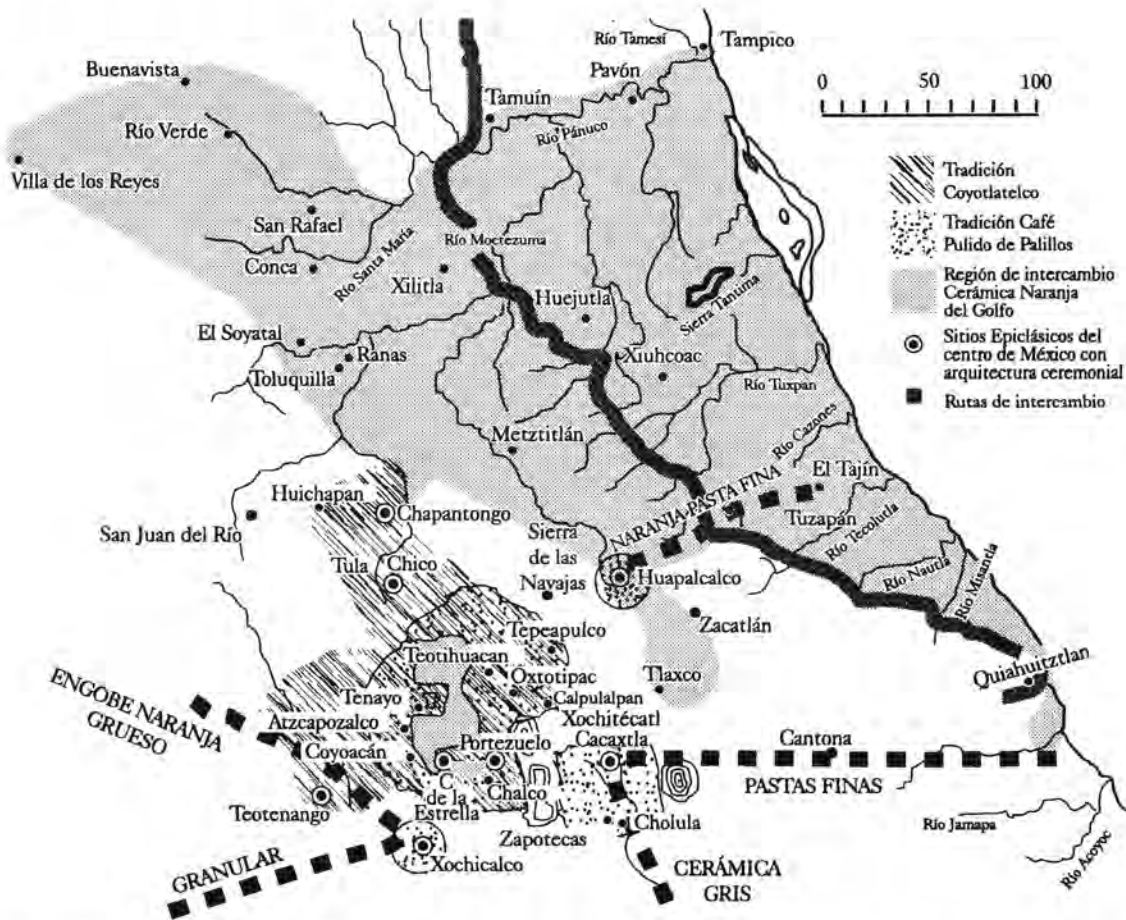 Río Tamesí
Tampico
Buenavista
Pavón
0 50 100
Tamuín
Río Verde
Río Pánuco
Villa de los Reyes
San Rafael
Río Moctezuma
Conca
Río Santa María
Xilitla
Huejutla
Sierra Tantima
El Soyatal
Ranas
Toluquilla
Xiuhcoac
Río Tuxpan
Metztitlán
Río Cazones
El Tajín
NARANJA PASTA FINA
Tuzapán
Huichapan
Chapantongo
San Juan del Río
Sierra
de las
Navajas
Río Tecolutla
Tula
Chico
Huapalcalco
Río Nautla
Río Misantla
Zacatlán
Tepeapulco
Teotihuacan
Oxtotipac
Tlaxco
Quiahuitztlan
Tenayo
Calpulalpan
ENGOBE NARANJA
GRUESO
Atzcapozalco
Xochitécatl
Cacaxtla
Coyoacán
Portezuelo
Cantona
PASTAS FINAS
Teotenango
C
de la
Estrella
Chalco
Zapotecas
Cholula
Río Jamapa
Río Acoyoc
Xochicalco
GRANULAR
CERÁMICA
GRIS
Tradición
Coyotlatelco
Tradición Café
Pulido de Palillos
Región de intercambio
Cerámica Naranja
del Golfo
Sitios Epiclásicos del
centro de México con
arquitectura ceremonial
Rutas de intercambio